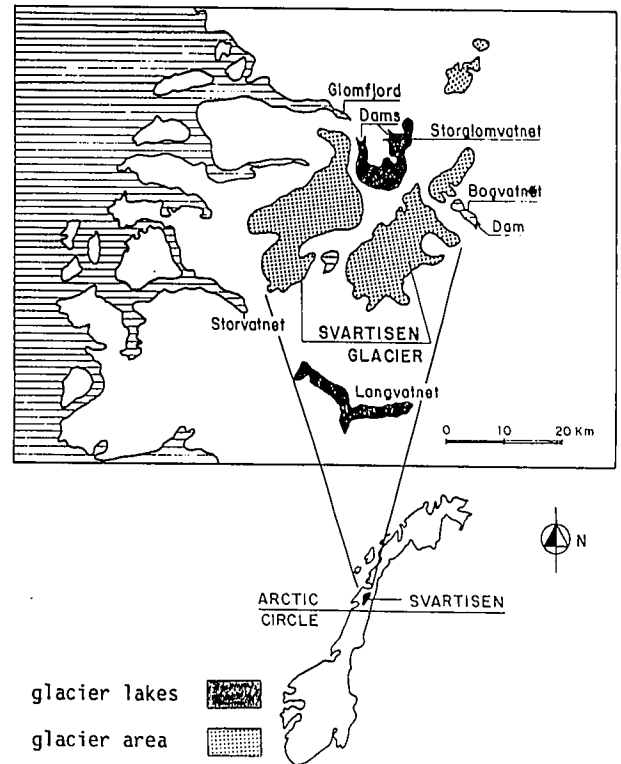 Glomfjord
Dams
Storglomvatnet
Bogvatnet
Dam
Storvatnet
SVARTISEN
GLACIER
Langvatnet
0 10 20 Km
N
ARCTIC
CIRCLE
SVARTISEN
glacier lakes
glacier area